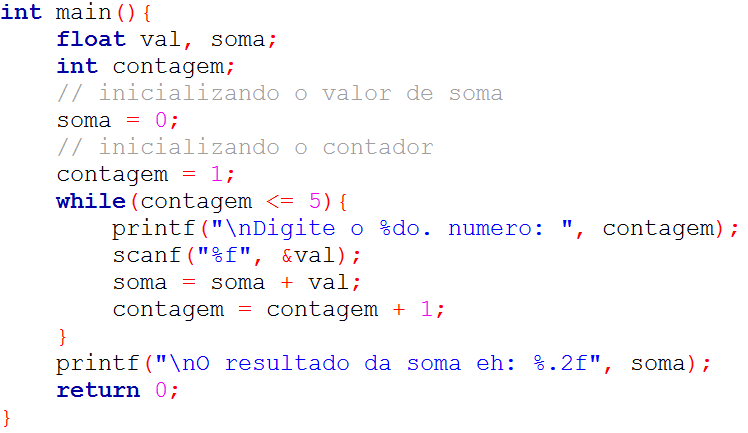 int main(){
    float val, soma;
    int contagem;
    // inicializando o valor de soma
    soma = 0;
    // inicializando o contador
    contagem = 1;
    while(contagem <= 5){
        printf("\nDigite o %do. numero: ", contagem);
        scanf("%f", &val);
        soma = soma + val;
        contagem = contagem + 1;
    }
    printf("\nO resultado da soma eh: %.2f", soma);
    return 0;
}